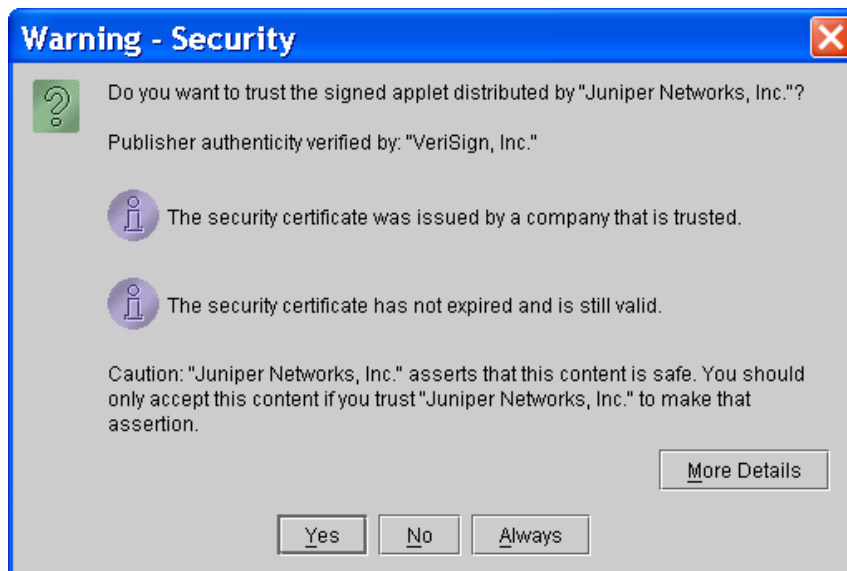 Warning - Security
Do you want to trust the signed applet distributed by "Juniper Networks, Inc."?
Publisher authenticity verified by: "VeriSign, Inc."
The security certificate was issued by a company that is trusted.
The security certificate has not expired and is still valid.
Caution: "Juniper Networks, Inc." asserts that this content is safe. You should
only accept this content if you trust "Juniper Networks, Inc." to make that
assertion.
More Details
Yes No Always